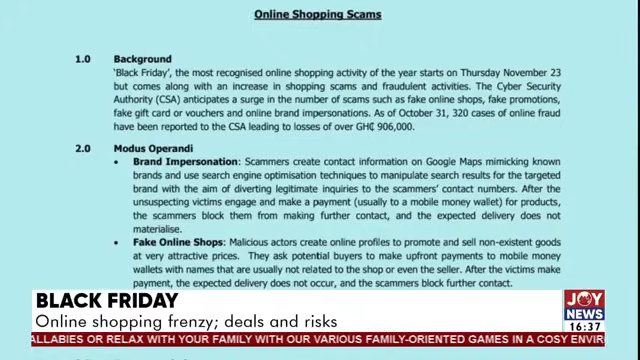 Online Shopping Scams
1.0 Background
'Black Friday', the most recognised online shopping activity of the year starts on Thursday November 23
but comes along with an increase in shopping scams and fraudulent activities. The Cyber Security
Authority (CSA) anticipates a surge in the number of scams such as fake online shops, fake promotions,
fake gift card or vouchers and online brand impersonations. As of October 31, 320 cases of online fraud
have been reported to the CSA leading to losses of over GH₵ 906,000.
2.0 Modus Operandi
• Brand Impersonation: Scammers create contact information on Google Maps mimicking known
brands and use search engine optimisation techniques to manipulate search results for the targeted
brand with the aim of diverting legitimate inquiries to the scammers' contact numbers. After the
unsuspecting victims engage and make a payment (usually to a mobile money wallet) for products,
the scammers block them from making further contact, and the expected delivery does not
materialise.
• Fake Online Shops: Malicious actors create online profiles to promote and sell non-existent goods
at very attractive prices. They ask potential buyers to make upfront payments to mobile money
wallets with names that are usually not related to the shop or even the seller. After the victims make
payment, the expected delivery does not occur, and the scammers block further contact.
BLACK FRIDAY
Online shopping frenzy; deals and risks
JOY
NEWS
16:37
ALLABIES OR RELAX WITH YOUR FAMILY WITH OUR VARIOUS FAMILY-ORIENTED GAMES IN A COSY ENVIRO